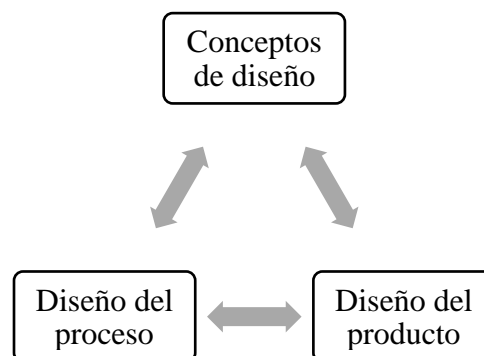 Conceptos
de diseño
Diseño del
proceso
Diseño del
producto